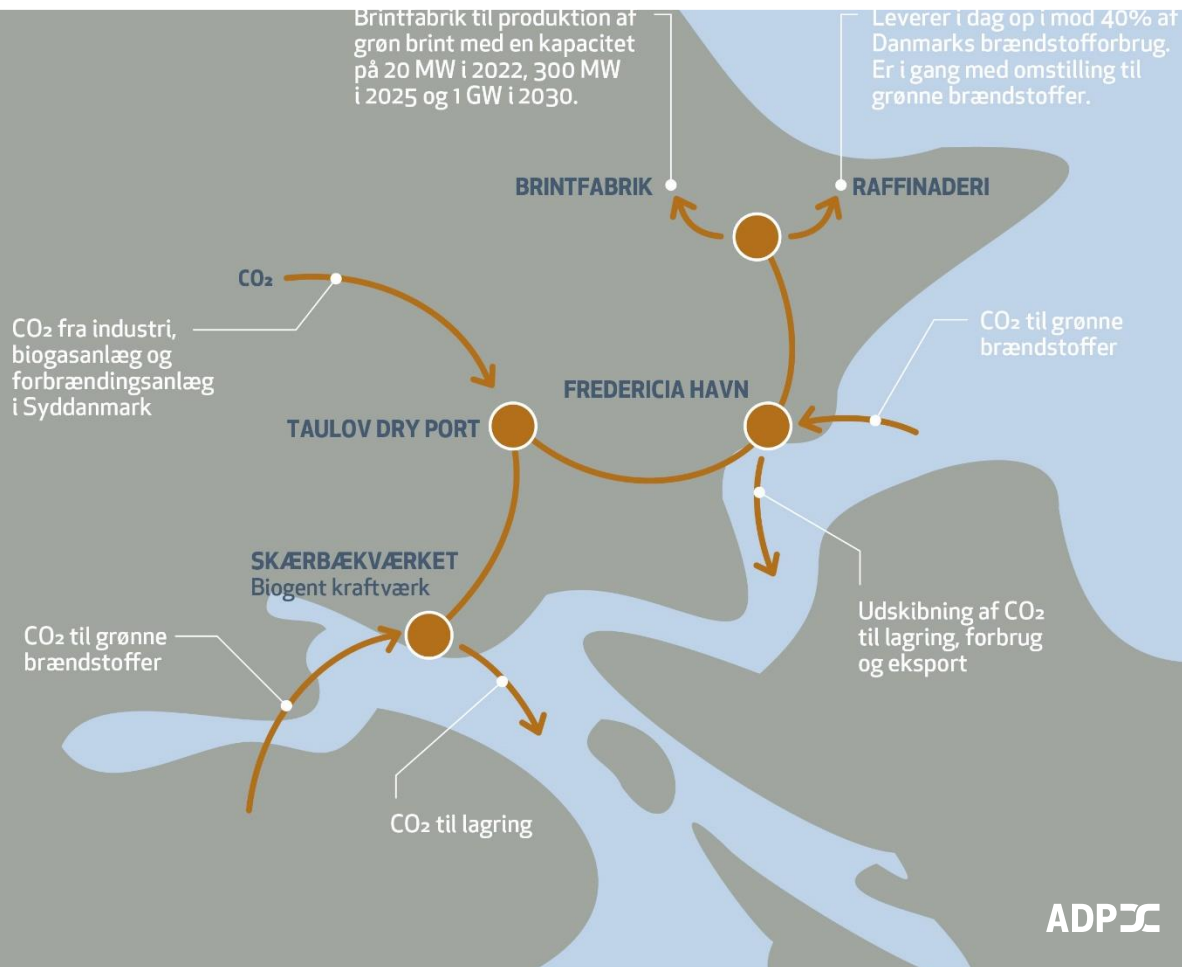 Brintfabrik til produktion af
grøn brint med en kapacitet
på 20 MW i 2022, 300 MW
i 2025 og 1 GW i 2030.
Leverer i dag op i mod 40% af
Danmarks brændstofforbrug.
Er i gang med omstilling til
grønne brændstoffer.
BRINTFABRIK
RAFFINADERI
CO₂
CO₂ fra industri,
biogasanlæg og
forbrændingsanlæg
i Syddanmark
CO₂ til grønne
brændstoffer
FREDERICIA HAVN
TAULOV DRY PORT
SKÆRBÆKVÆRKET
Biogent kraftværk
CO₂ til grønne
brændstoffer
Udskibning af CO₂
til lagring, forbrug
og eksport
CO₂ til lagring
ADP